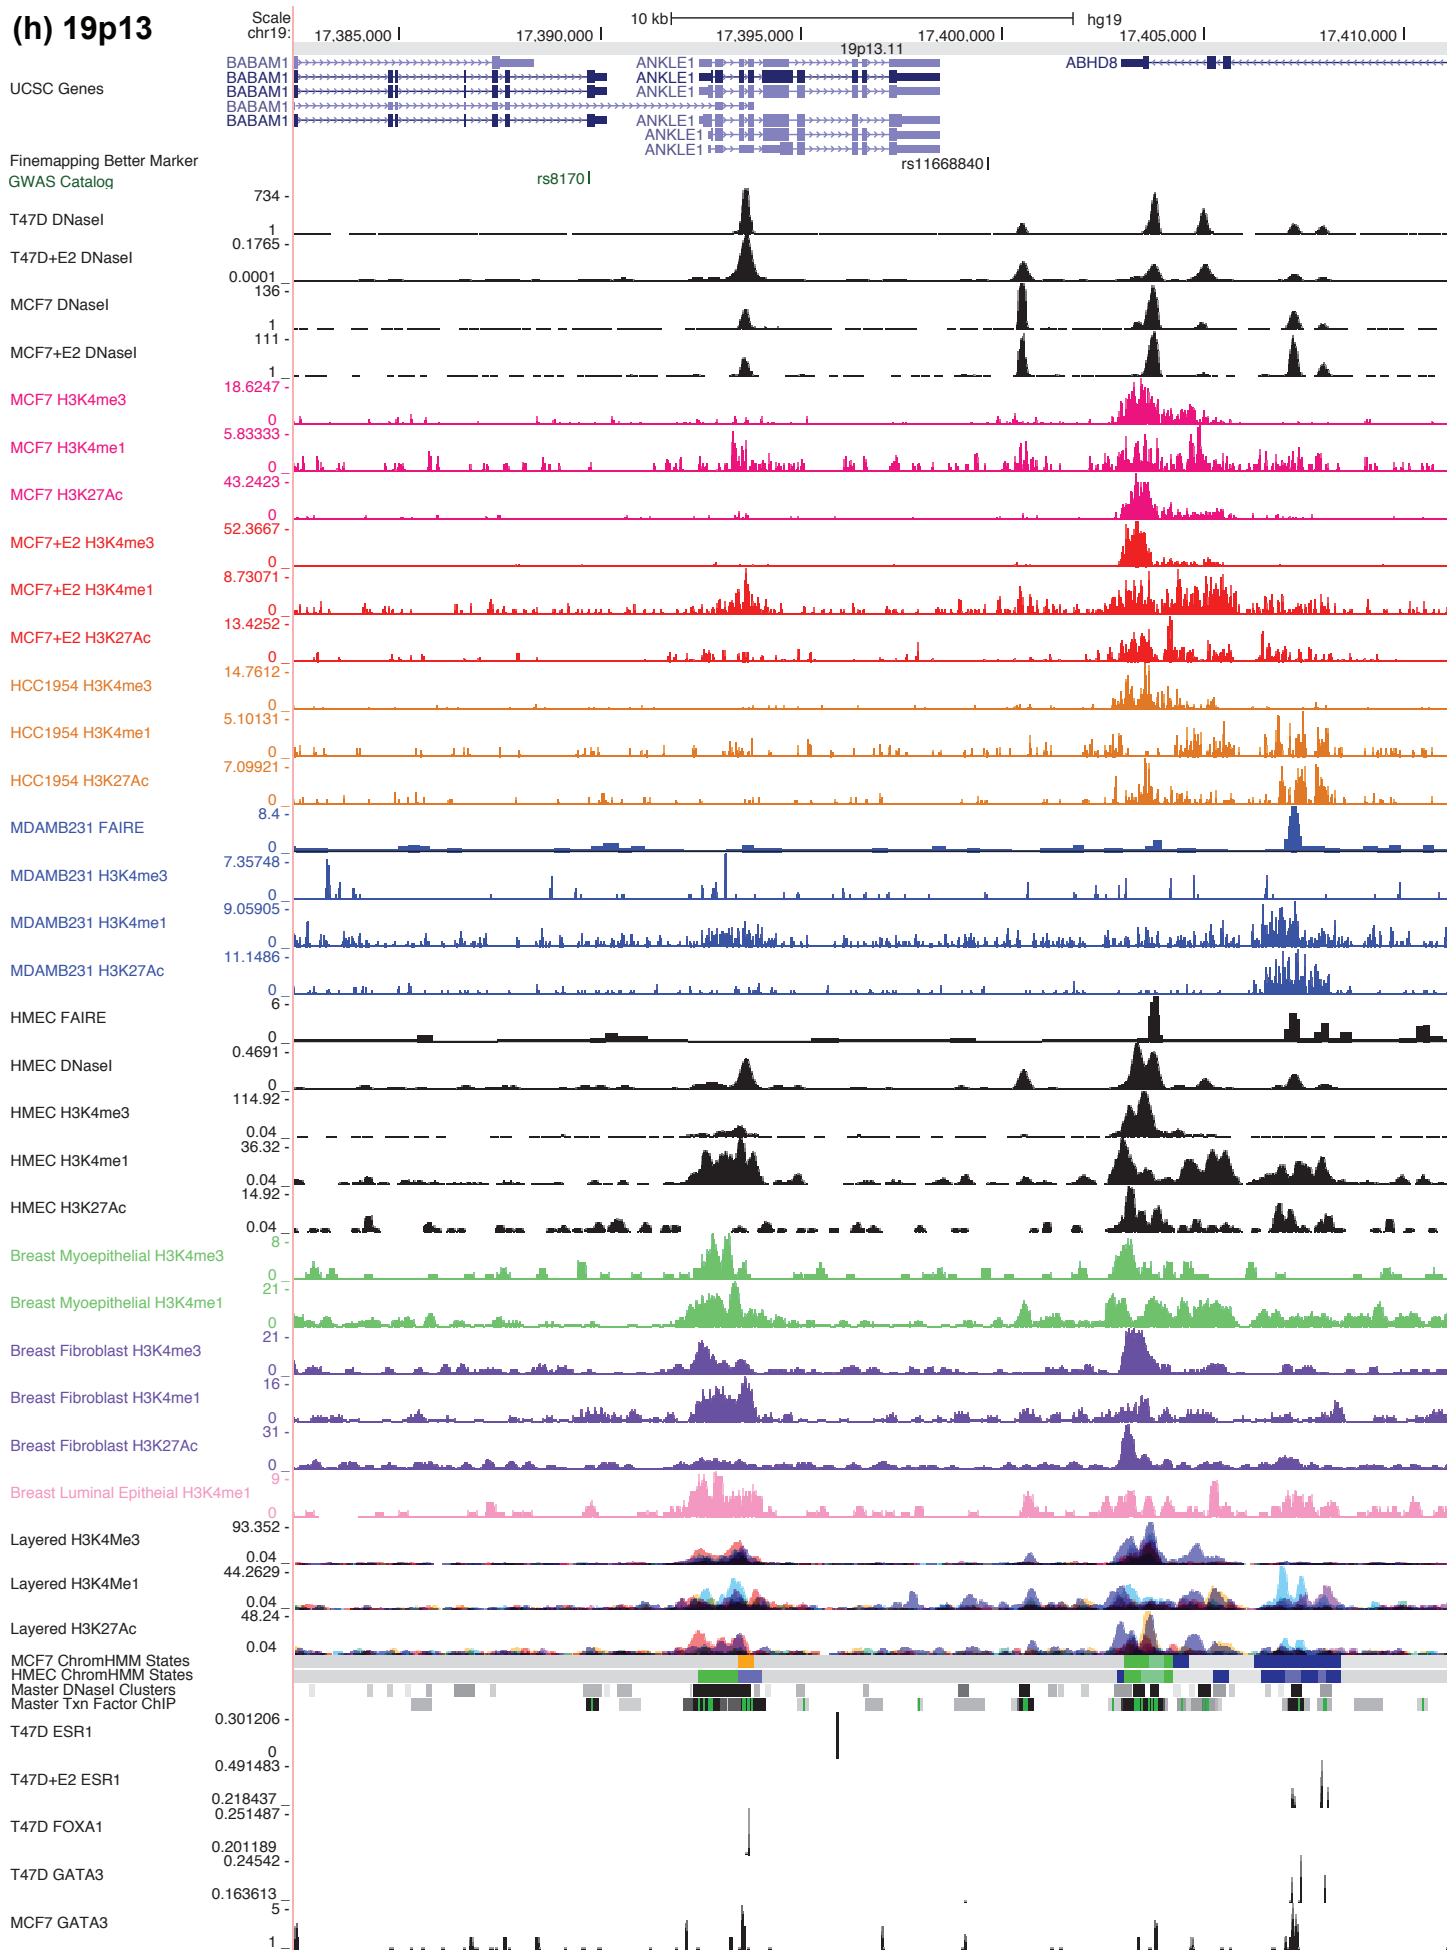 (h) 19p13
Scale 10 kb hg19
chr19: 17,385,000 17,390,000 17,395,000 17,400,000 17,405,000 17,410,000
19p13.11
UCSC Genes
BABAM1 ANKLE1 ABHD8
BABAM1 ANKLE1
BABAM1 ANKLE1
BABAM1
BABAM1 ANKLE1
ANKLE1
ANKLE1
Finemapping Better Marker rs11668840
GWAS Catalog rs8170
T47D DNaseI 734 - 1 _
T47D+E2 DNaseI 0.1765 - 0.0001 _
MCF7 DNaseI 136 - 1 _
MCF7+E2 DNaseI 111 - 1 _
MCF7 H3K4me3 18.6247 - 0 _
MCF7 H3K4me1 5.83333 - 0 _
MCF7 H3K27Ac 43.2423 - 0 _
MCF7+E2 H3K4me3 52.3667 - 0 _
MCF7+E2 H3K4me1 8.73071 - 0 _
MCF7+E2 H3K27Ac 13.4252 - 0 _
HCC1954 H3K4me3 14.7612 - 0 _
HCC1954 H3K4me1 5.10131 - 0 _
HCC1954 H3K27Ac 7.09921 - 0 _
MDAMB231 FAIRE 8.4 - 0 _
MDAMB231 H3K4me3 7.35748 - 0 _
MDAMB231 H3K4me1 9.05905 - 0 _
MDAMB231 H3K27Ac 11.1486 - 0 _
HMEC FAIRE 6 - 0 _
HMEC DNaseI 0.4691 - 0 _
HMEC H3K4me3 114.92 - 0.04 _
HMEC H3K4me1 36.32 - 0.04 _
HMEC H3K27Ac 14.92 - 0.04 _
Breast Myoepithelial H3K4me3 8 - 0 _
Breast Myoepithelial H3K4me1 21 - 0 _
Breast Fibroblast H3K4me3 21 - 0 _
Breast Fibroblast H3K4me1 16 - 0 _
Breast Fibroblast H3K27Ac 31 - 0 _
Breast Luminal Epitheial H3K4me1 9 - 0 _
Layered H3K4Me3 93.352 - 0.04 _
Layered H3K4Me1 44.2629 - 0.04 _
Layered H3K27Ac 48.24 - 0.04 _
MCF7 ChromHMM States
HMEC ChromHMM States
Master DNaseI Clusters
Master Txn Factor ChIP
T47D ESR1 0.301206 - 0 _
T47D+E2 ESR1 0.491483 - 0.218437 _
T47D FOXA1 0.251487 - 0.201189 _
T47D GATA3 0.24542 - 0.163613 _
MCF7 GATA3 5 - 1 _